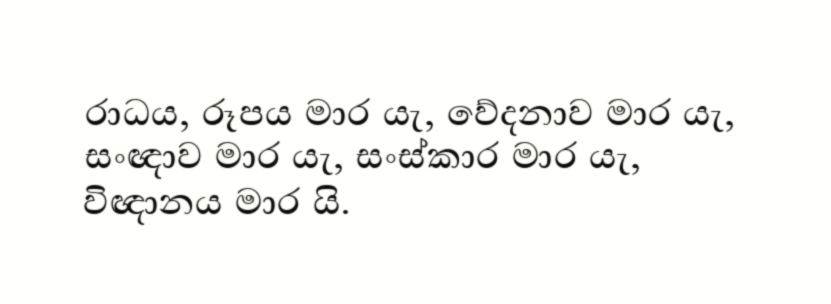 රාධය, රූපය මාර යැ, වේදනාව මාර යැ,
සංඥාව මාර යැ, සංස්කාර මාර යැ,
විඥානය මාර යි.